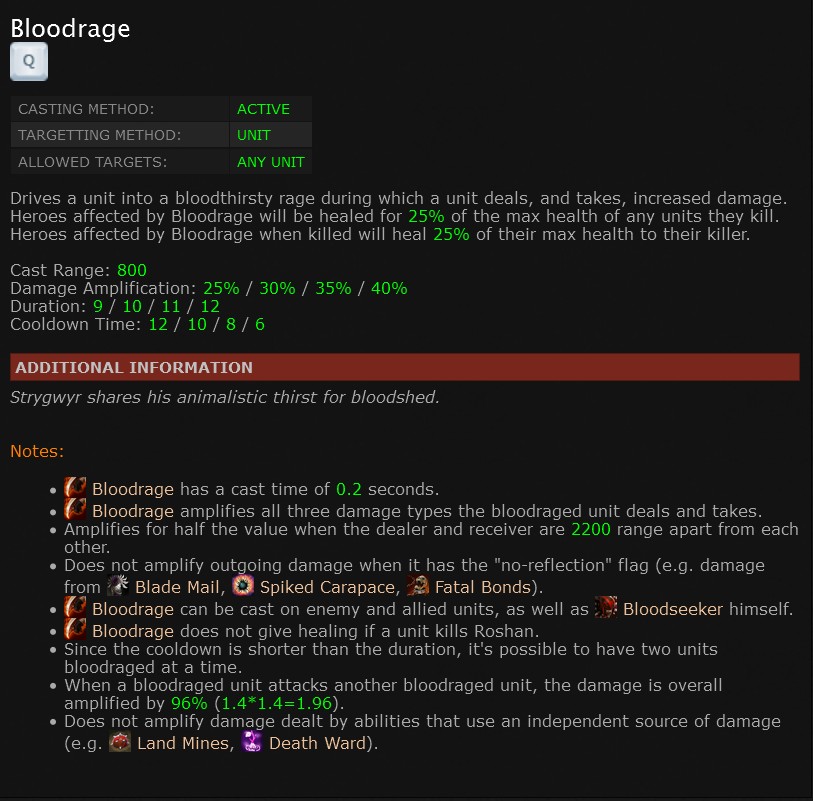 Bloodrage
Q
CASTING METHOD: ACTIVE
TARGETTING METHOD: UNIT
ALLOWED TARGETS: ANY UNIT
Drives a unit into a bloodthirsty rage during which a unit deals, and takes, increased damage.
Heroes affected by Bloodrage will be healed for 25% of the max health of any units they kill.
Heroes affected by Bloodrage when killed will heal 25% of their max health to their killer.
Cast Range: 800
Damage Amplification: 25% / 30% / 35% / 40%
Duration: 9 / 10 / 11 / 12
Cooldown Time: 12 / 10 / 8 / 6
ADDITIONAL INFORMATION
Strygwyr shares his animalistic thirst for bloodshed.
Notes:
• Bloodrage has a cast time of 0.2 seconds.
• Bloodrage amplifies all three damage types the bloodraged unit deals and takes.
• Amplifies for half the value when the dealer and receiver are 2200 range apart from each
other.
• Does not amplify outgoing damage when it has the "no-reflection" flag (e.g. damage
from Blade Mail, Spiked Carapace, Fatal Bonds).
• Bloodrage can be cast on enemy and allied units, as well as Bloodseeker himself.
• Bloodrage does not give healing if a unit kills Roshan.
• Since the cooldown is shorter than the duration, it's possible to have two units
bloodraged at a time.
• When a bloodraged unit attacks another bloodraged unit, the damage is overall
amplified by 96% (1.4*1.4=1.96).
• Does not amplify damage dealt by abilities that use an independent source of damage
(e.g. Land Mines, Death Ward).